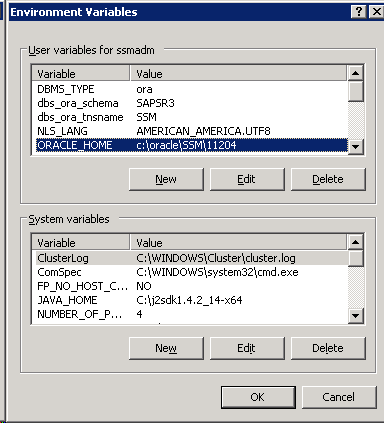 Environment Variables
User variables for ssmadm
Variable Value
DBMS_TYPE ora
dbs_ora_schema SAPSR3
dbs_ora_tnsname SSM
NLS_LANG AMERICAN_AMERICA.UTF8
ORACLE_HOME c:\oracle\SSM\11204
New Edit Delete
System variables
Variable Value
ClusterLog C:\WINDOWS\Cluster\cluster.log
ComSpec C:\WINDOWS\system32\cmd.exe
FP_NO_HOST_C... NO
JAVA_HOME C:\j2sdk1.4.2_14-x64
NUMBER_OF_P... 4
New Edit Delete
OK Cancel